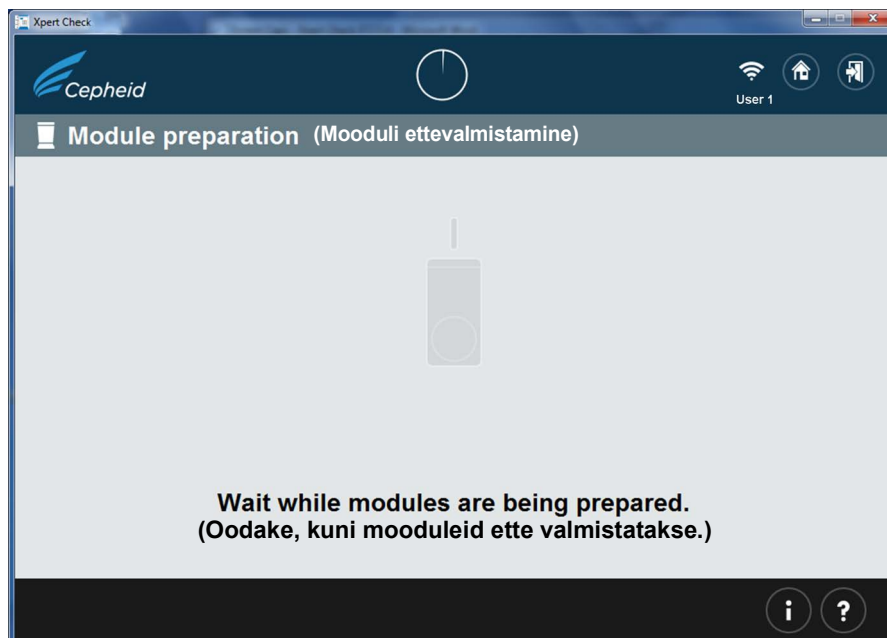 Xpert Check
Cepheid
User 1
Module preparation (Mooduli ettevalmistamine)
Wait while modules are being prepared.
(Oodake, kuni mooduleid ette valmistatakse.)
i ?